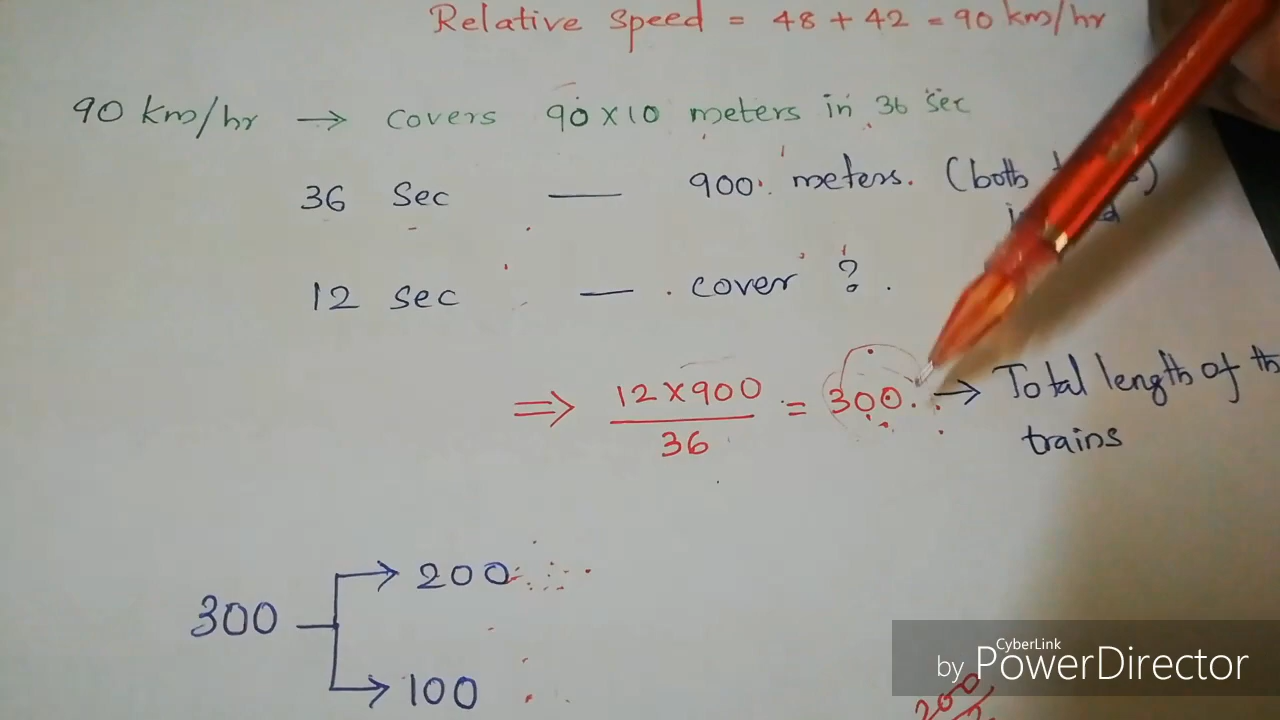 Relative Speed = 48 + 42 = 90 km/hr
90 km/hr → covers 90×10 meters in 36 sec
36 Sec — 900 meters. (both
12 sec — cover ?.
⇒ 12×900/36 = 300. → Total length of th
trains
300 → 200
→ 100
200
CyberLink
by PowerDirector